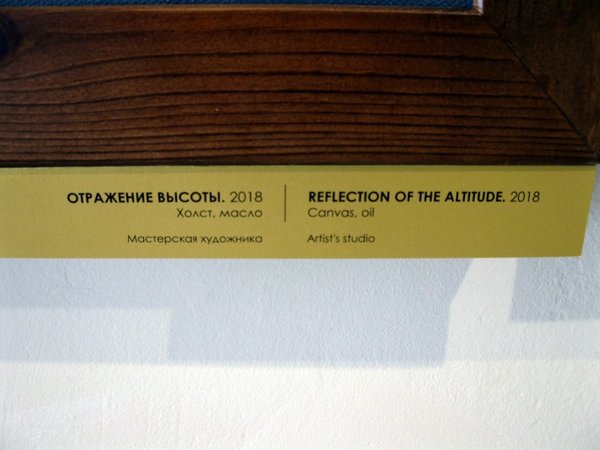 ОТРАЖЕНИЕ ВЫСОТЫ. 2018
Холст, масло
Мастерская художника
REFLECTION OF THE ALTITUDE. 2018
Canvas, oil
Artist's studio